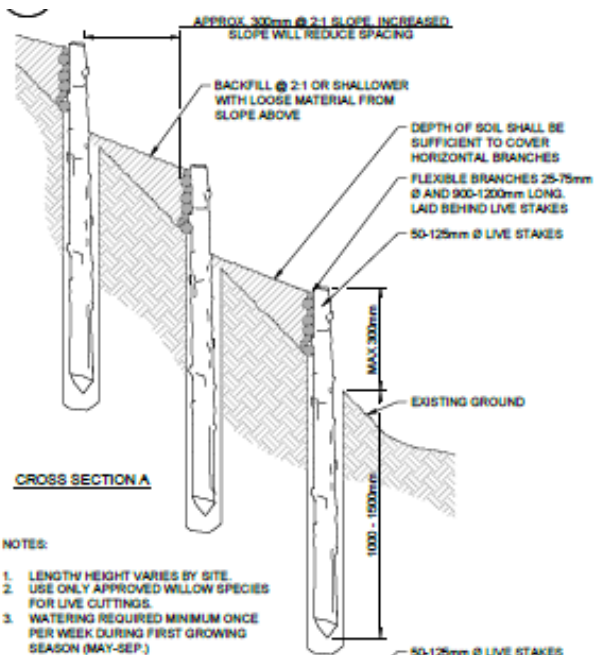 APPROX. 300mm @ 2:1 SLOPE. INCREASED
SLOPE WILL REDUCE SPACING
BACKFILL @ 2:1 OR SHALLOWER
WITH LOOSE MATERIAL FROM
SLOPE ABOVE
DEPTH OF SOIL SHALL BE
SUFFICIENT TO COVER
HORIZONTAL BRANCHES
FLEXIBLE BRANCHES 25-75mm
Ø AND 900-1200mm LONG.
LAID BEHIND LIVE STAKES
50-125mm Ø LIVE STAKES
MAX 300mm
EXISTING GROUND
1000 - 1500mm
CROSS SECTION A
NOTES:
1. LENGTH/ HEIGHT VARIES BY SITE.
2. USE ONLY APPROVED WILLOW SPECIES
FOR LIVE CUTTINGS.
3. WATERING REQUIRED MINIMUM ONCE
PER WEEK DURING FIRST GROWING
SEASON (MAY-SEP.)
50-125mm Ø LIVE STAKES